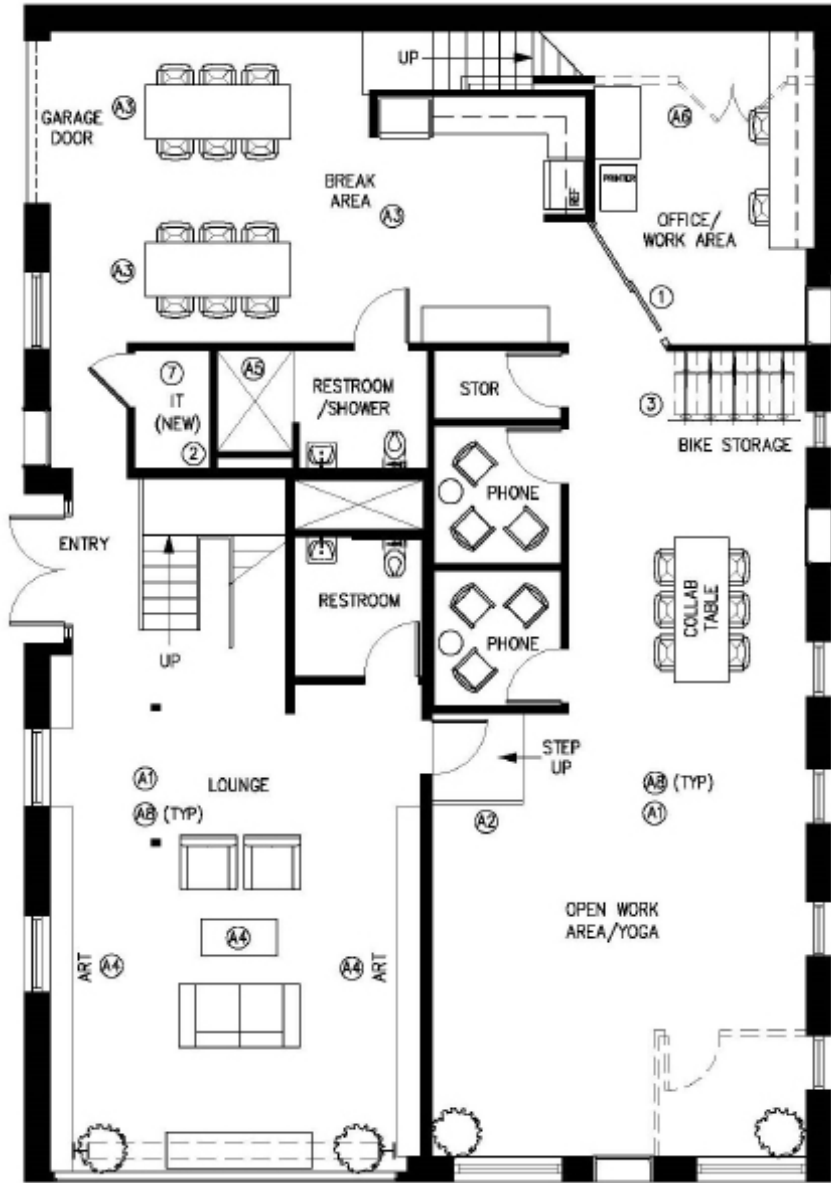 UP
A3
GARAGE
DOOR
A6
BREAK
AREA
A3
REF
PRINTER
OFFICE/
WORK AREA
A3
1
7
IT
(NEW)
2
A5
RESTROOM
/SHOWER
STOR
3
BIKE STORAGE
PHONE
ENTRY
UP
RESTROOM
PHONE
COLLAB
TABLE
A1
LOUNGE
A8 (TYP)
STEP
UP
A2
A8 (TYP)
A1
OPEN WORK
AREA/YOGA
ART
A4
A4
A4
ART